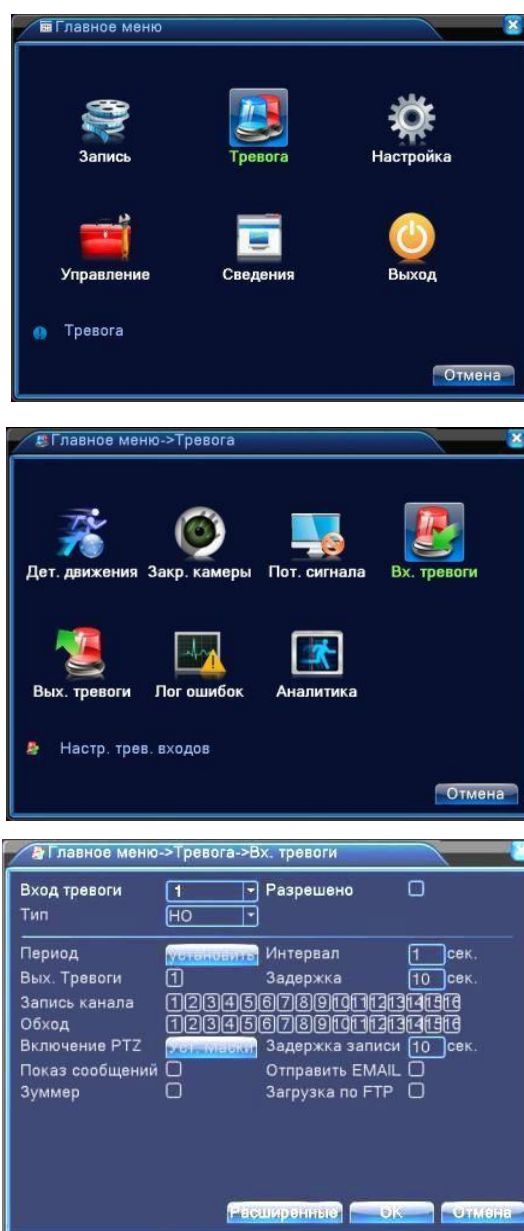 Главное меню
Запись Тревога Настройка
Управление Сведения Выход
Тревога
Отмена
Главное меню->Тревога
Дет. движения Закр. камеры Пот. сигнала Вх. тревоги
Вых. тревоги Лог ошибок Аналитика
Настр. трев. входов
Отмена
Главное меню->Тревога->Вх. тревоги
Вход тревоги 1 Разрешено
Тип НО
Период Установить Интервал 1 сек.
Вых. Тревоги 1 Задержка 10 сек.
Запись канала 1 2 3 4 5 6 7 8 9 10 11 12 13 14 15 16
Обход 1 2 3 4 5 6 7 8 9 10 11 12 13 14 15 16
Включение PTZ Уст. Маски Задержка записи 10 сек.
Показ сообщений Отправить EMAIL
Зуммер Загрузка по FTP
Расширенные OK Отмена